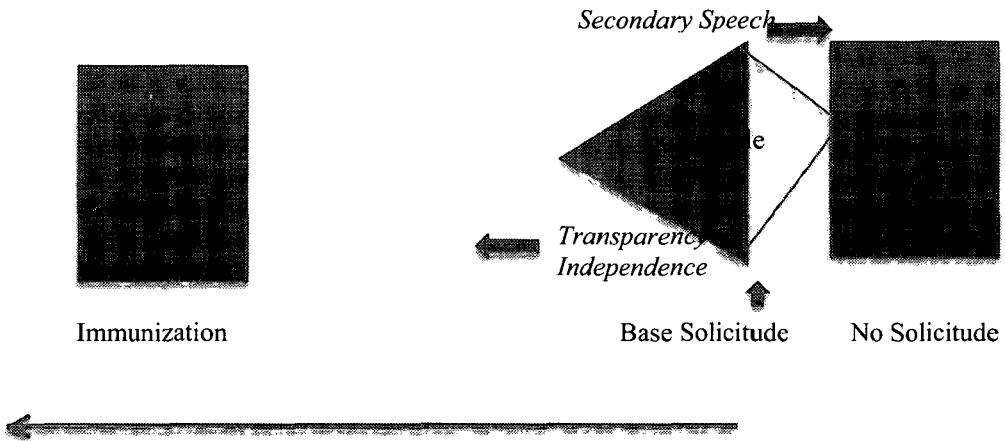 Secondary Speech
Transparency
Independence
Immunization
Base Solicitude
No Solicitude